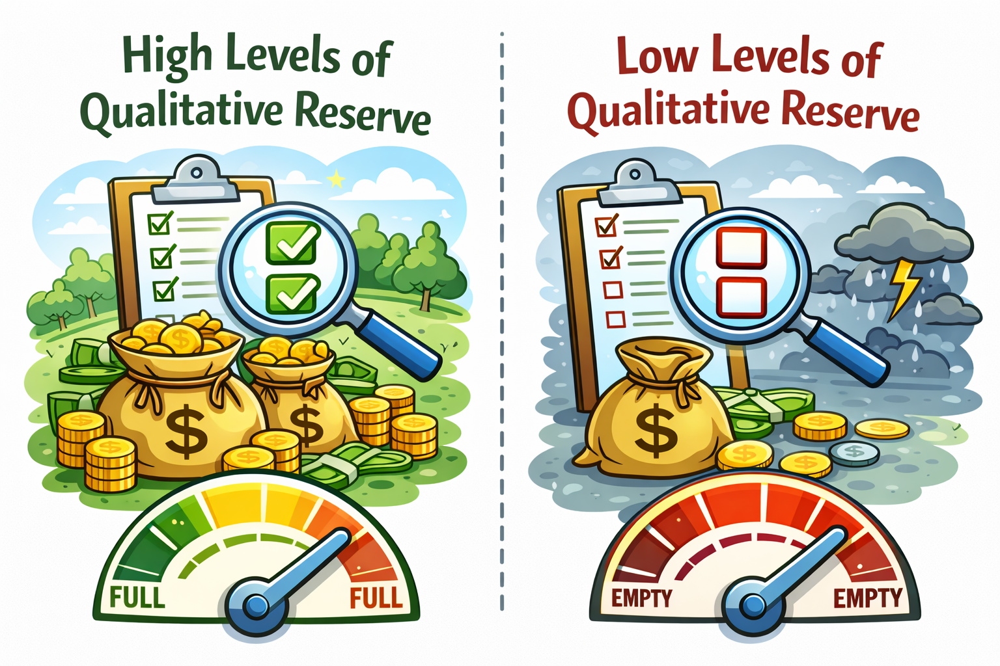 High Levels of
Qualitative Reserve
$
$
FULL
FULL
Low Levels of
Qualitative Reserve
$
EMPTY
EMPTY